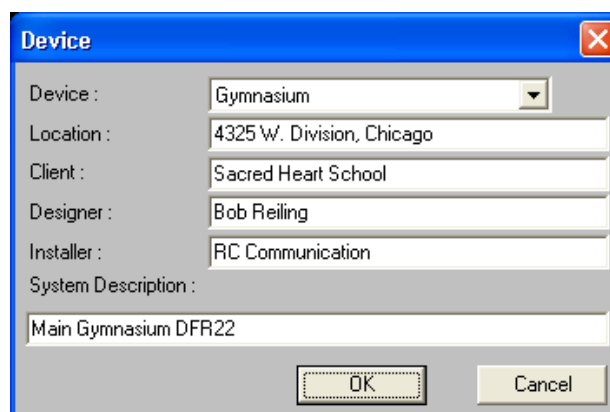 Device
Device : Gymnasium
Location : 4325 W. Division, Chicago
Client : Sacred Heart School
Designer : Bob Reiling
Installer : RC Communication
System Description :
Main Gymnasium DFR22
OK Cancel